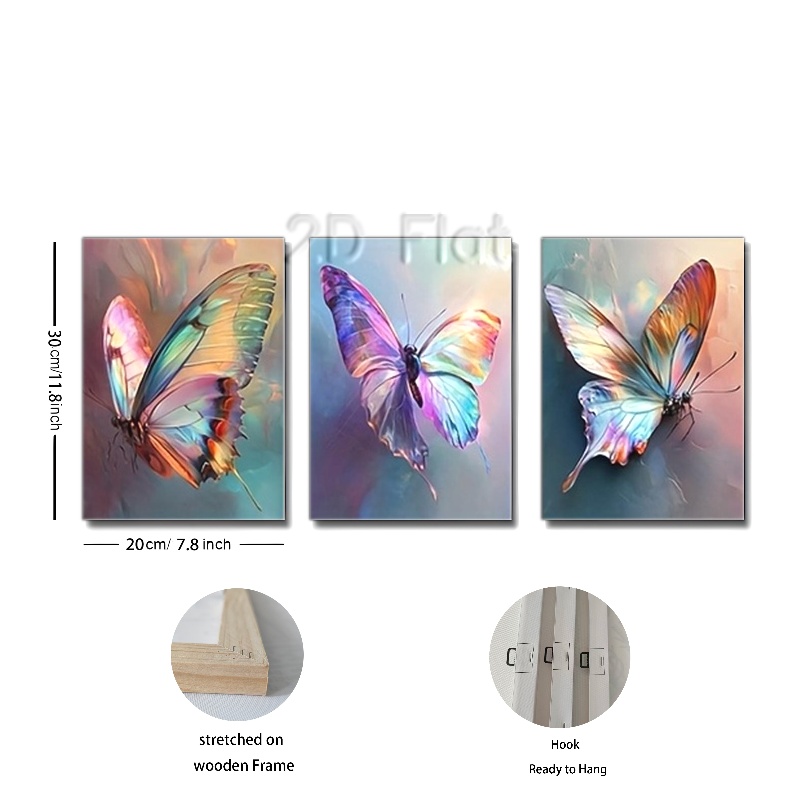 2D Flat
30cm/11.8inch
20cm/ 7.8 inch
stretched on
wooden Frame
Hook
Ready to Hang